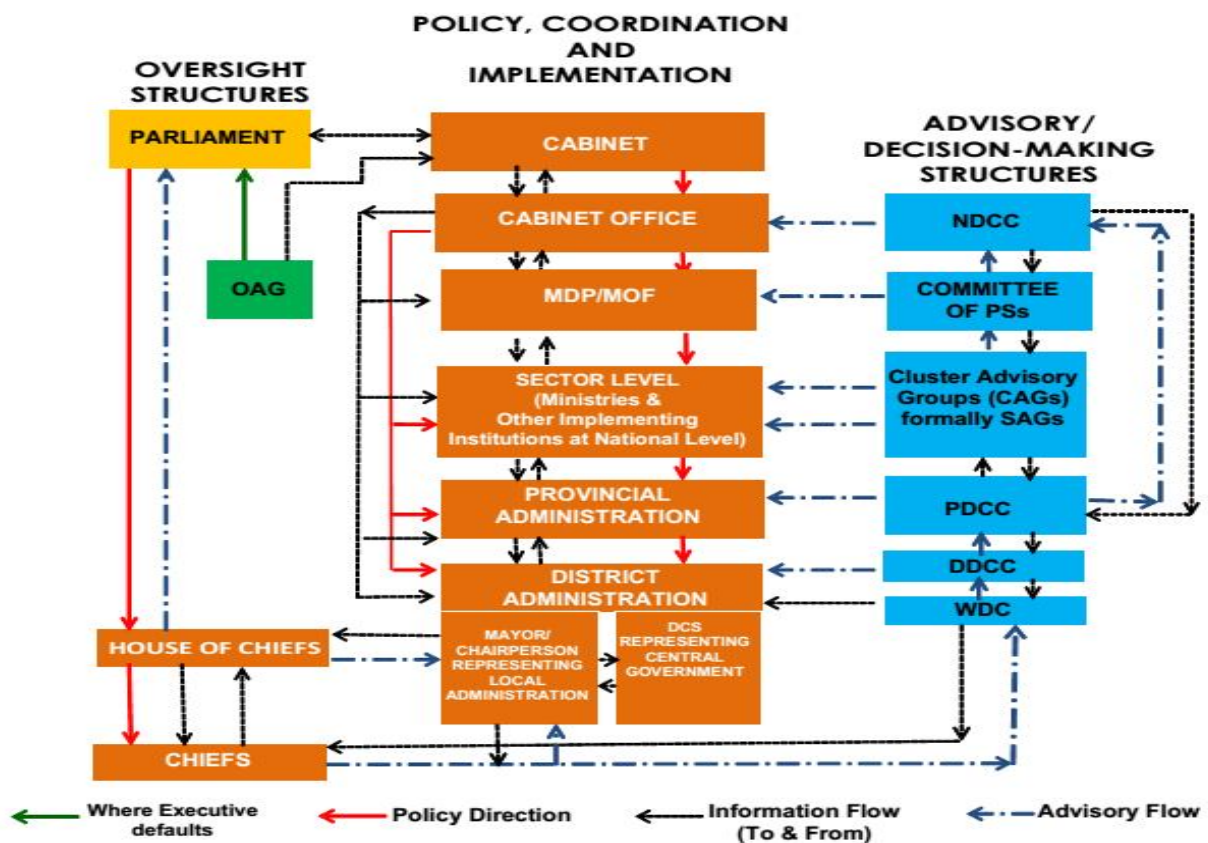 POLICY, COORDINATION
AND
IMPLEMENTATION
OVERSIGHT
STRUCTURES
PARLIAMENT
CABINET
ADVISORY/
DECISION-MAKING
STRUCTURES
CABINET OFFICE
NDCC
OAG
MDP/MOF
COMMITTEE
OF PSs
SECTOR LEVEL
(Ministries &
Other Implementing
Institutions at National Level)
Cluster Advisory
Groups (CAGs)
formally SAGs
PROVINCIAL
ADMINISTRATION
PDCC
DISTRICT
ADMINISTRATION
DDCC
WDC
HOUSE OF CHIEFS
MAYOR/
CHAIRPERSON
REPRESENTING
LOCAL
ADMINISTRATION
DCS
REPRESENTING
CENTRAL
GOVERNMENT
CHIEFS
Where Executive
defaults
Policy Direction
Information Flow
(To & From)
Advisory Flow